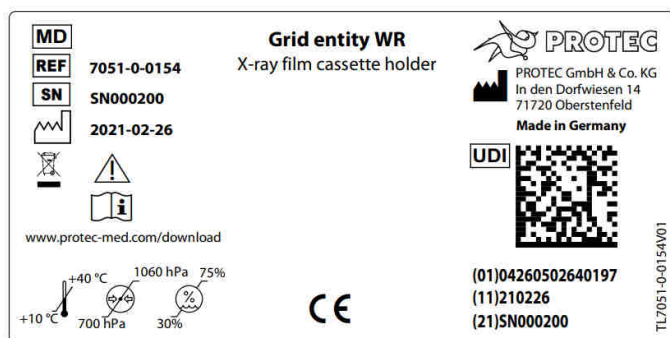 MD
REF 7051-0-0154
SN SN000200
2021-02-26
www.protec-med.com/download
+10 °C
+40 °C
700 hPa
1060 hPa
30%
75%
%
Grid entity WR
X-ray film cassette holder
CE
PROTEC
PROTEC GmbH & Co. KG
In den Dorfwiesen 14
71720 Oberstenfeld
Made in Germany
UDI
(01)04260502640197
(11)210226
(21)SN000200
TL7051-0-0154V01